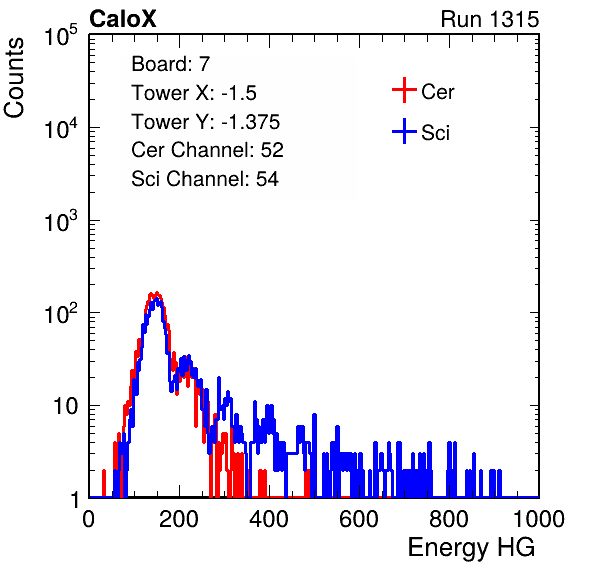 CaloX Run 1315
Counts
10^5
10^4
10^3
10^2
10
1
Board: 7
Tower X: -1.5
Tower Y: -1.375
Cer Channel: 52
Sci Channel: 54
Cer
Sci
0 200 400 600 800 1000
Energy HG